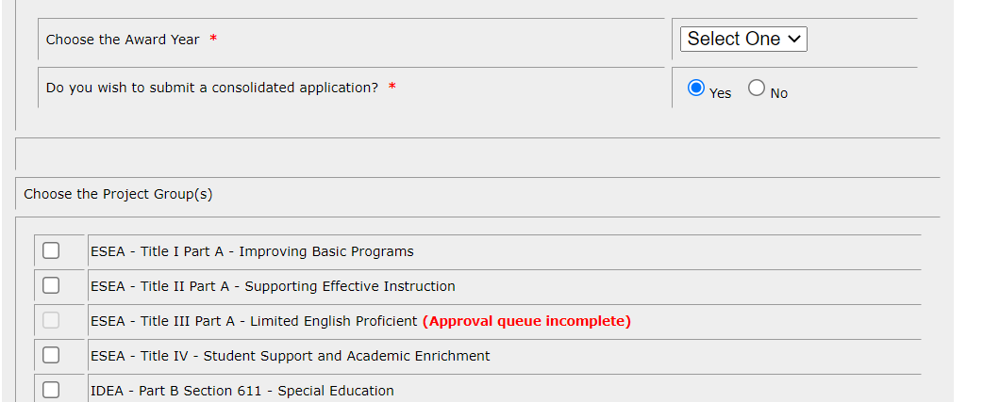 Choose the Award Year *
Select One
Do you wish to submit a consolidated application? *
Yes No
Choose the Project Group(s)
ESEA - Title I Part A - Improving Basic Programs
ESEA - Title II Part A - Supporting Effective Instruction
ESEA - Title III Part A - Limited English Proficient (Approval queue incomplete)
ESEA - Title IV - Student Support and Academic Enrichment
IDEA - Part B Section 611 - Special Education